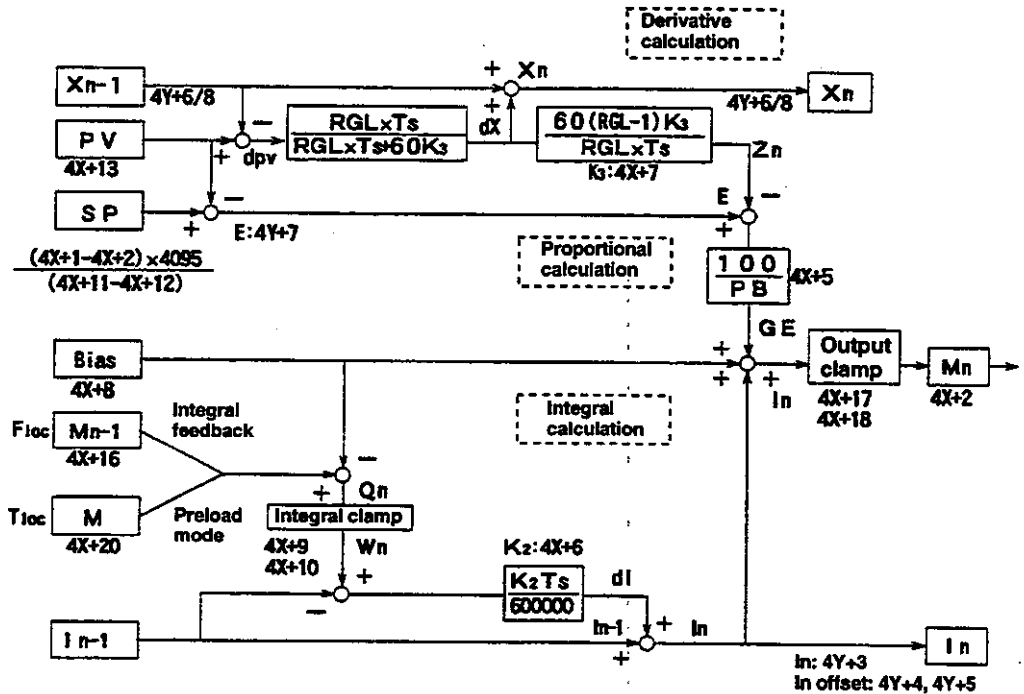 Derivative
calculation
Xn-1
4Y+6/8
+
Xn
+
dX
4Y+6/8
Xn
PV
4X+13
+
−
dpv
RGL×Ts
RGL×Ts+60K3
60(RGL-1)K3
RGL×Ts
K3:4X+7
Zn
SP
+
−
E:4Y+7
E
−
+
(4X+1-4X+2)×4095
(4X+11-4X+12)
Proportional
calculation
100
PB
4X+5
GE
Bias
4X+8
+
+
+
In
Output
clamp
4X+17
4X+18
Mn
4X+2
Integral
calculation
Floc
Mn-1
4X+16
Integral
feedback
−
+
Qn
Tloc
M
4X+20
Preload
mode
Integral clamp
4X+9
4X+10
Wn
+
−
K2:4X+6
K2Ts
600000
dI
In-1
In-1
+
+
In
In
In: 4Y+3
In offset: 4Y+4, 4Y+5